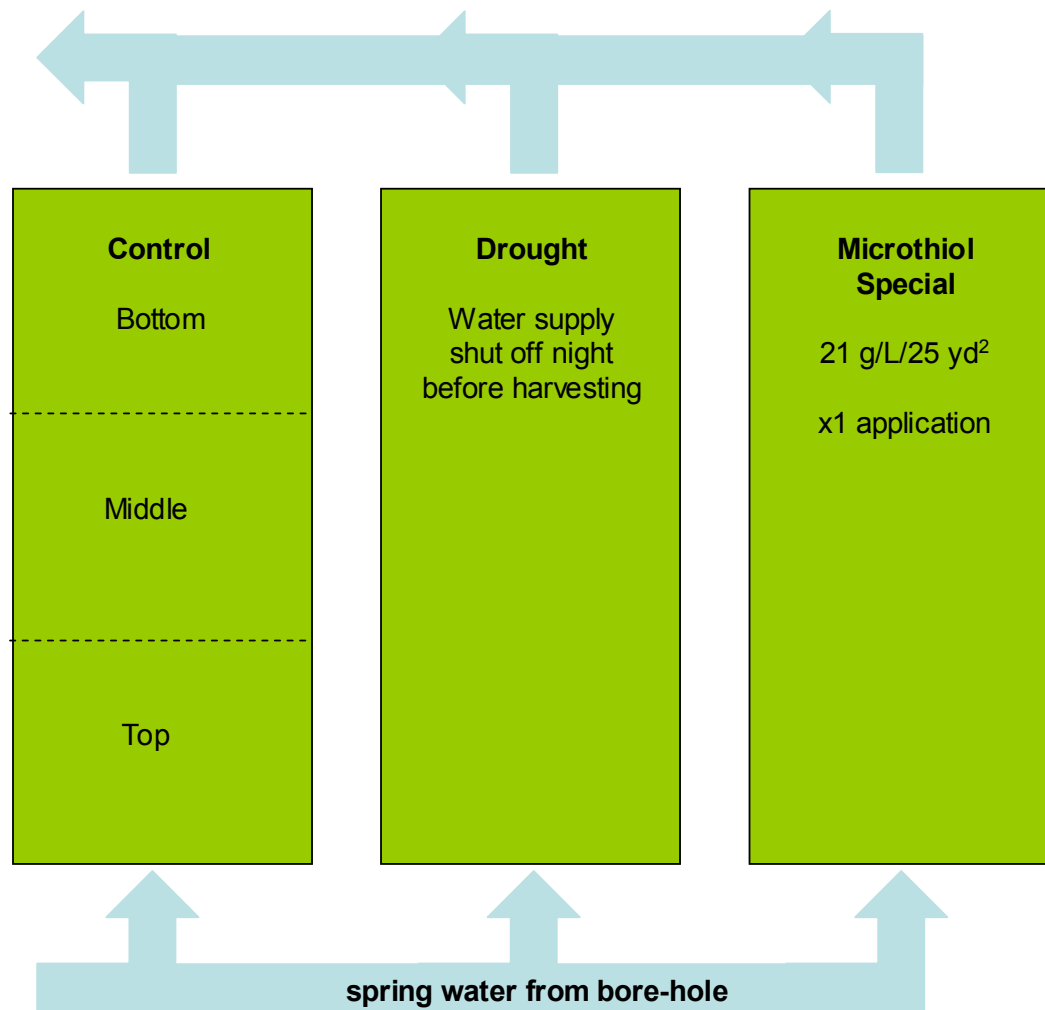 Control
Bottom
Middle
Top
Drought
Water supply
shut off night
before harvesting
Microthiol
Special
21 g/L/25 yd²
x1 application
spring water from bore-hole